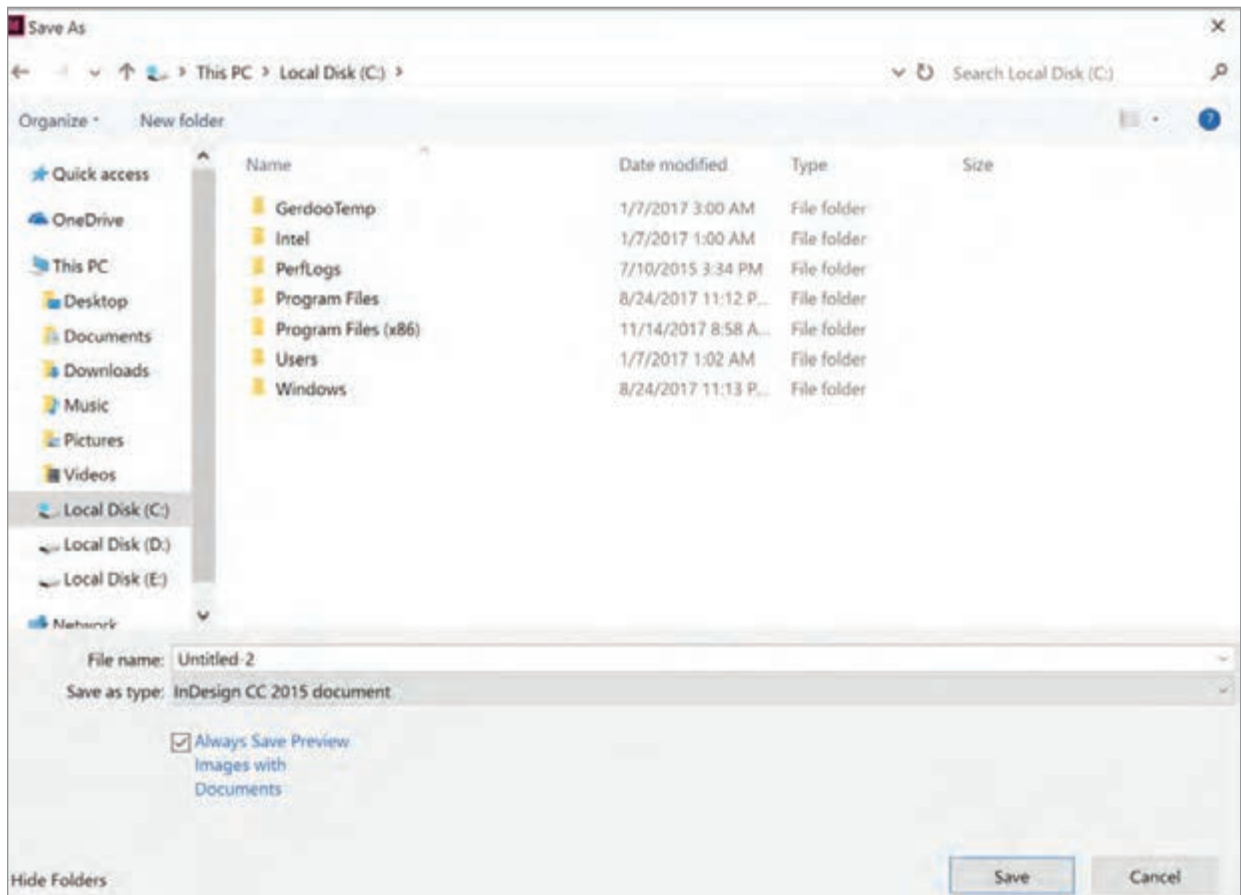 Save As
This PC > Local Disk (C:) >
Search Local Disk (C:)
Organize
New folder
?
Name
Date modified
Type
Size
Quick access
OneDrive
This PC
Desktop
Documents
Downloads
Music
Pictures
Videos
Local Disk (C:)
Local Disk (D:)
Local Disk (E:)
Network
GerdooTemp 1/7/2017 3:00 AM File folder
Intel 1/7/2017 1:00 AM File folder
PerfLogs 7/10/2015 3:34 PM File folder
Program Files 8/24/2017 11:12 P... File folder
Program Files (x86) 11/14/2017 8:58 A... File folder
Users 1/7/2017 1:02 AM File folder
Windows 8/24/2017 11:13 P... File folder
File name: Untitled-2
Save as type: InDesign CC 2015 document
Always Save Preview
Images with
Documents
Hide Folders
Save
Cancel